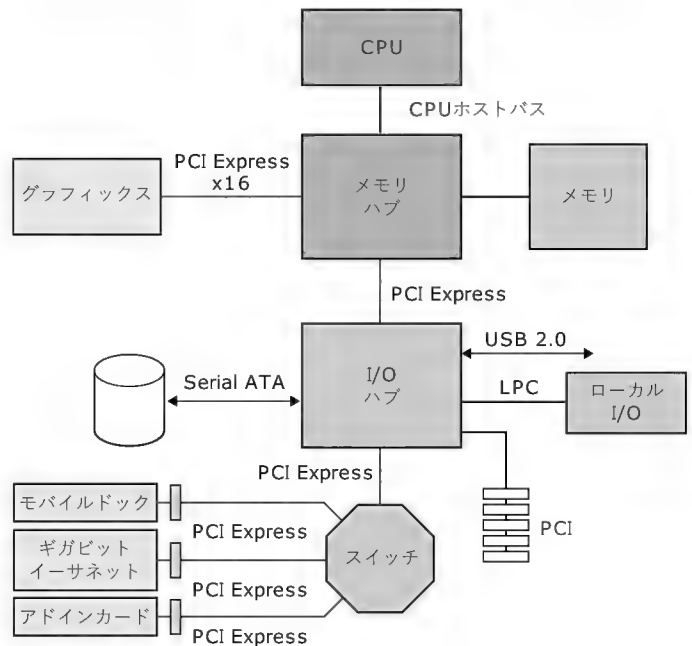 CPU
CPUホストバス
PCI Express
x16
グラフィックス
メモリ
ハブ
メモリ
PCI Express
USB 2.0
Serial ATA
I/O
ハブ
LPC
ローカル
I/O
PCI Express
モバイルドック
PCI Express
PCI
ギガビット
イーサネット
スイッチ
PCI Express
アドインカード
PCI Express